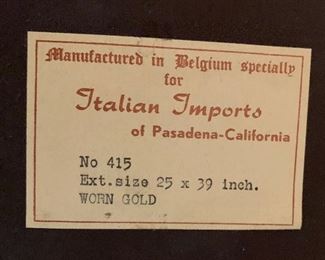 Manufactured in Belgium specially
for
Italian Imports
of Pasadena-California
No 415
Ext.size 25 x 39 inch.
WORN GOLD